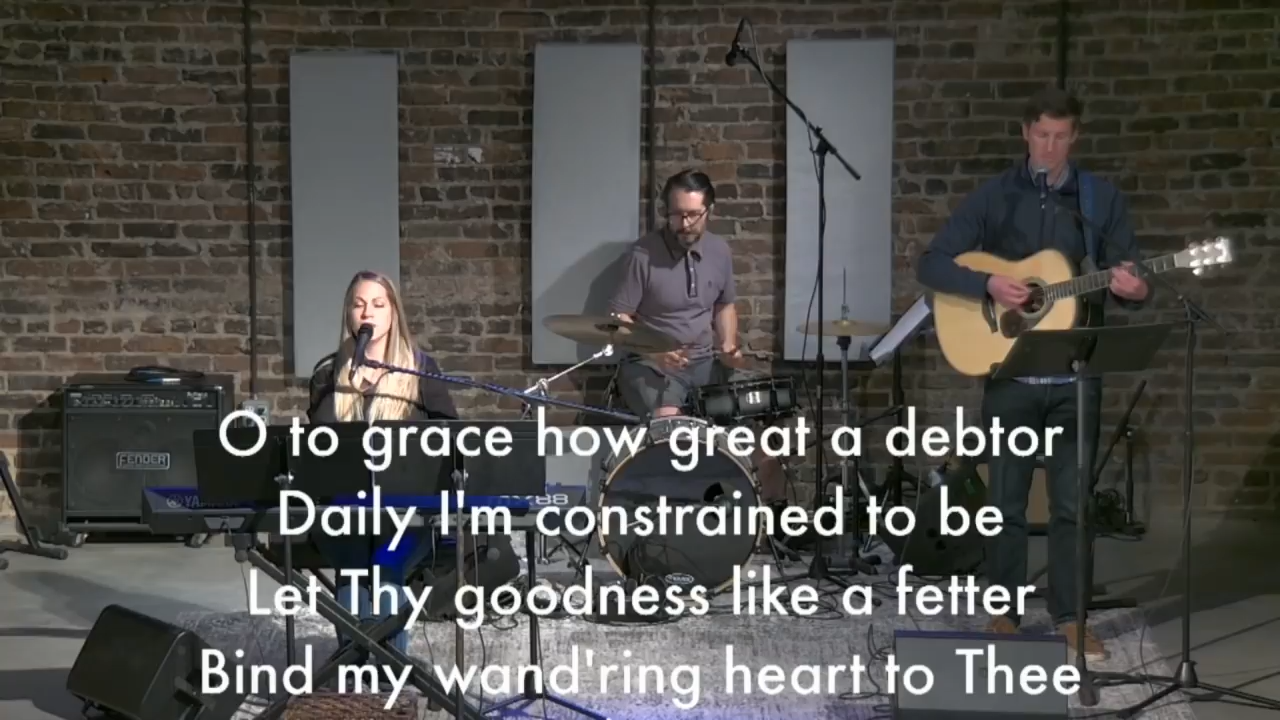 FENDER
O to grace how great a debtor
Daily I'm constrained to be
Let Thy goodness like a fetter
Bind my wand'ring heart to Thee